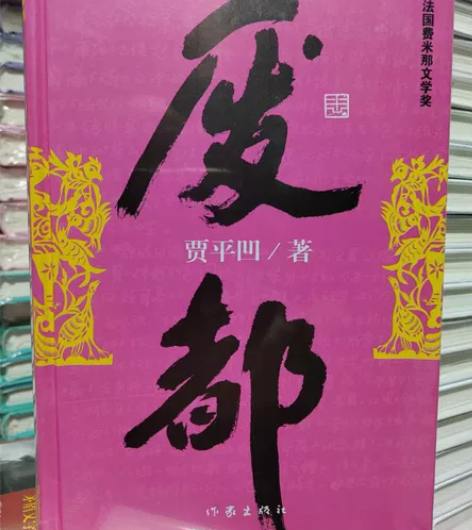 法国费米那文学奖
废
贾平凹/著
都
作家出版社